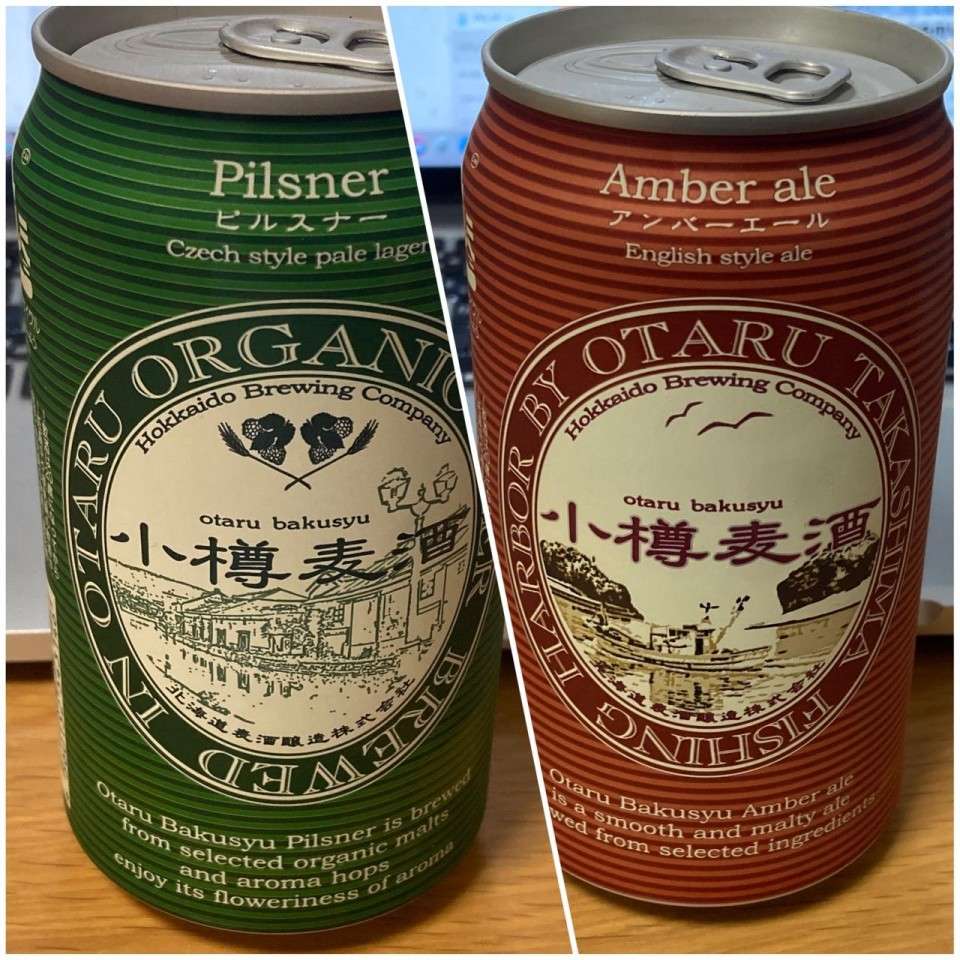 Pilsner
ピルスナー
Czech style pale lager
OTARU ORGANIC BEER BREWED IN
Hokkaido Brewing Company
otaru bakusyu
小樽麦酒
北海道麦酒醸造株式会社
Otaru Bakusyu Pilsner is brewed
from selected organic malts
and aroma hops
enjoy its floweriness of aroma
Amber ale
アンバーエール
English style ale
HARBOR BY OTARU TAKASHIMA FISHING
Hokkaido Brewing Company
otaru bakusyu
小樽麦酒
北海道麦酒醸造株式会社
Otaru Bakusyu Amber ale
is a smooth and malty ale
wed from selected ingredients